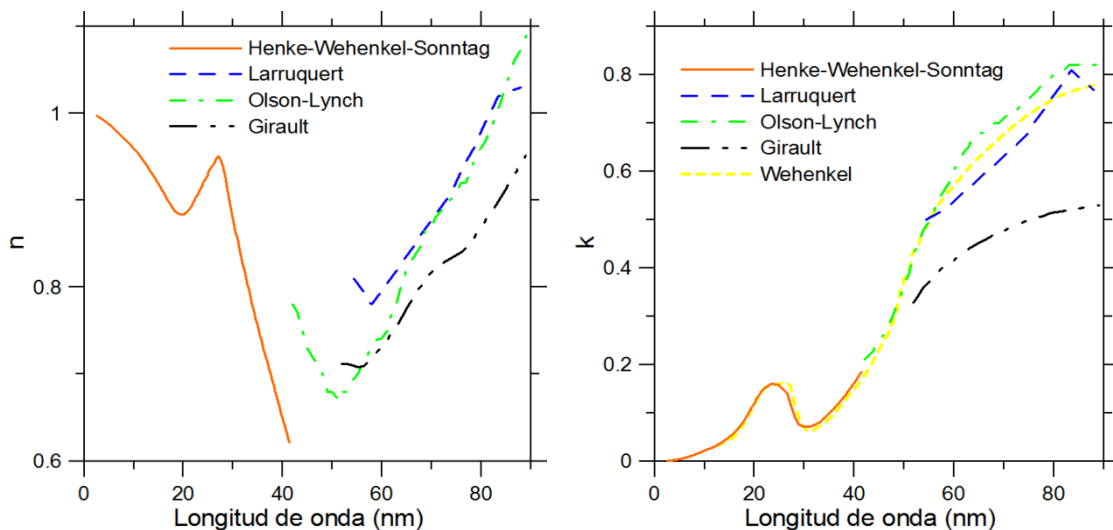 1
0.8
0.6
n
0
20
40
60
80
Longitud de onda (nm)
Henke-Wehenkel-Sonntag
Larruquert
Olson-Lynch
Girault
0.8
0.6
0.4
0.2
0
k
0
20
40
60
80
Longitud de onda (nm)
Henke-Wehenkel-Sonntag
Larruquert
Olson-Lynch
Girault
Wehenkel